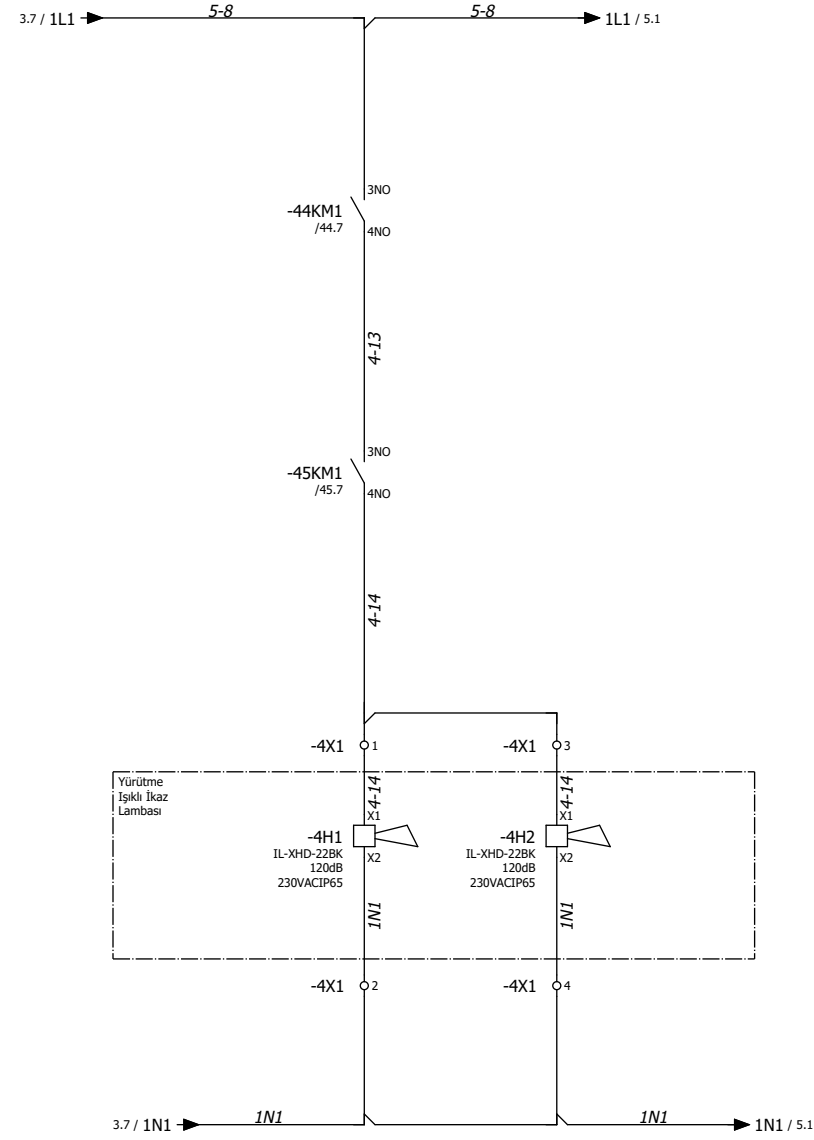 3.7 / 1L1
5-8
5-8
1L1 / 5.1
3NO
-44KM1
/44.7
4NO
4-13
3NO
-45KM1
/45.7
4NO
4-14
-4X1 1
-4X1 3
Yürütme
Işıklı İkaz
Lambası
4-14
4-14
X1
X1
-4H1
-4H2
IL-XHD-22BK
X2
IL-XHD-22BK
X2
120dB
120dB
230VACIP65
230VACIP65
1N1
1N1
-4X1 2
-4X1 4
3.7 / 1N1
1N1
1N1
1N1 / 5.1